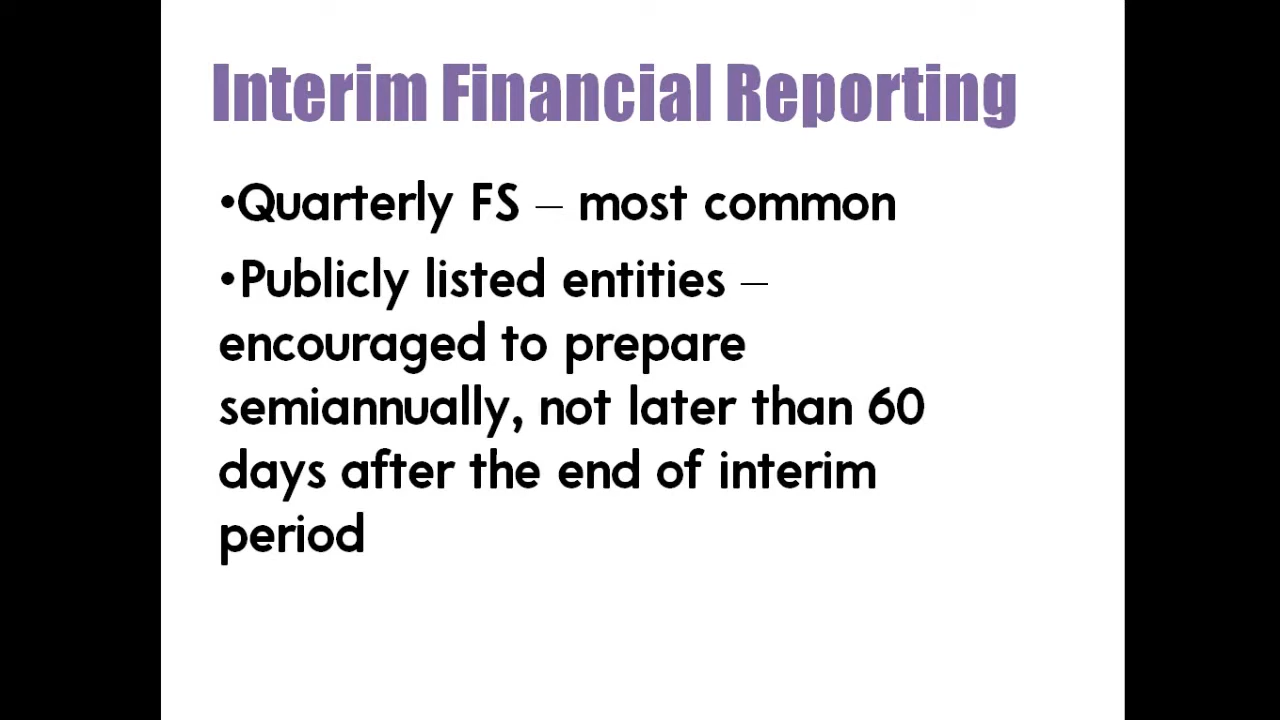 Interim Financial Reporting
•Quarterly FS – most common
•Publicly listed entities –
encouraged to prepare
semiannually, not later than 60
days after the end of interim
period